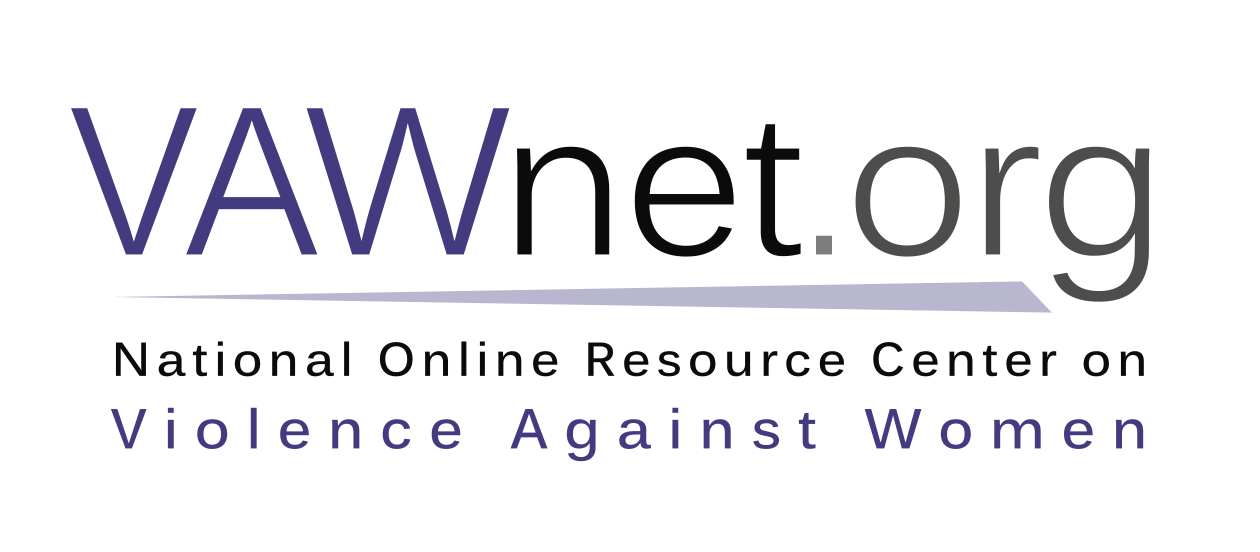 VAWnet.org
National Online Resource Center on
Violence Against Women